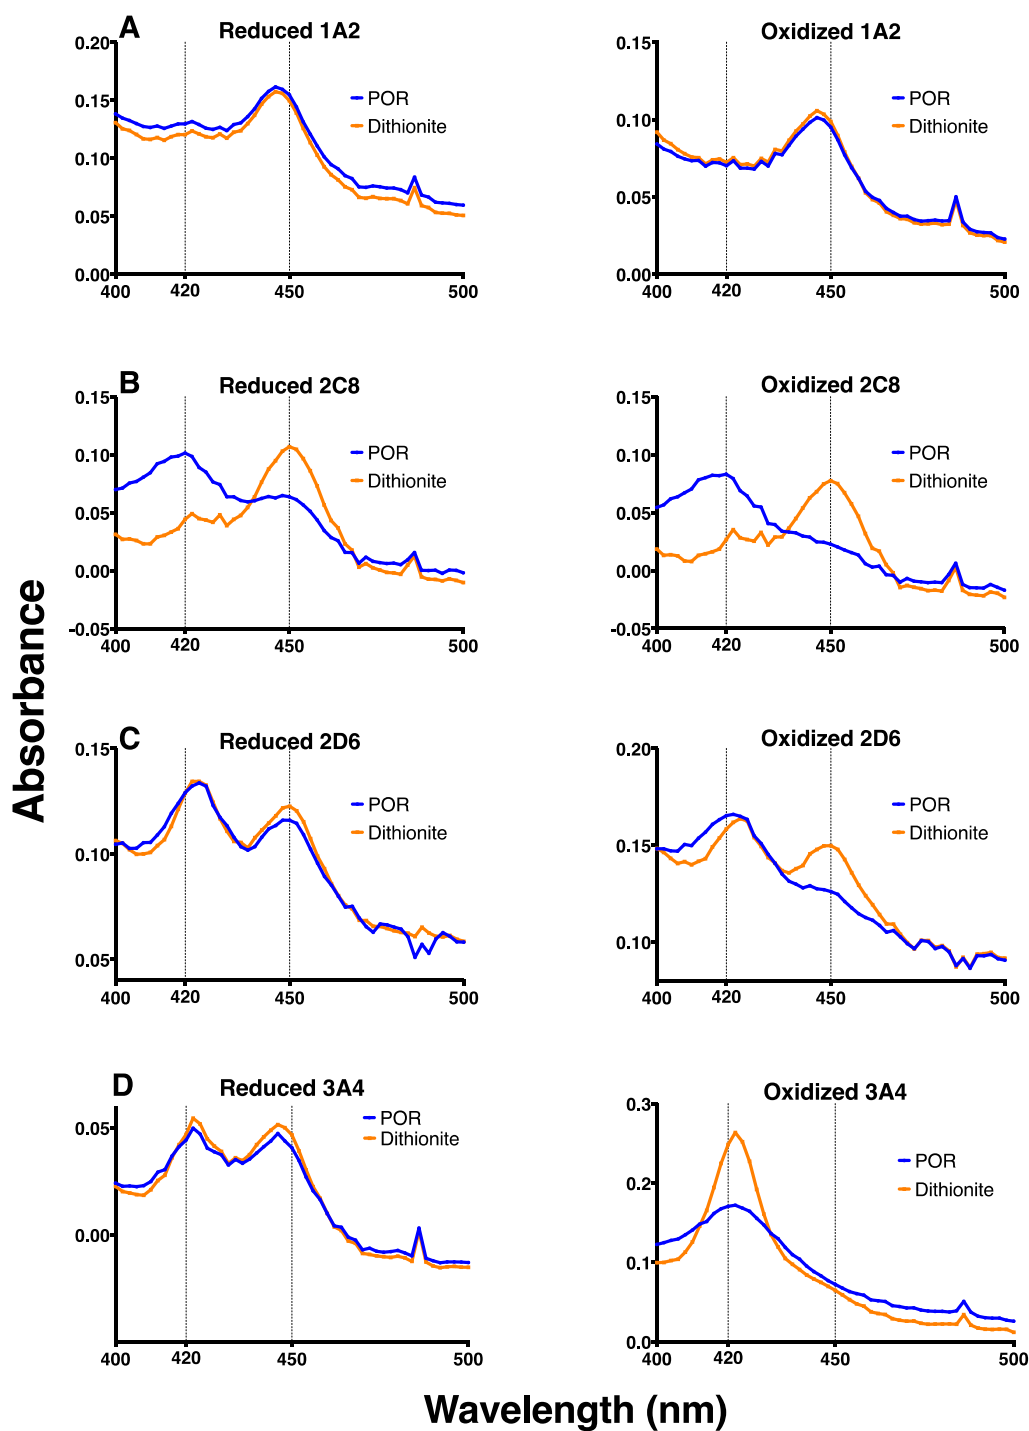 A
Reduced 1A2
Oxidized 1A2
0.20
0.15
0.10
0.05
0.00
400
420
450
500
POR
Dithionite
0.15
0.10
0.05
0.00
400
420
450
500
POR
Dithionite
B
Reduced 2C8
Oxidized 2C8
0.15
0.10
0.05
0.00
-0.05
400
420
450
500
POR
Dithionite
0.15
0.10
0.05
0.00
-0.05
400
420
450
500
POR
Dithionite
Absorbance
C
Reduced 2D6
Oxidized 2D6
0.15
0.10
0.05
400
420
450
500
POR
Dithionite
0.20
0.15
0.10
400
420
450
500
POR
Dithionite
D
Reduced 3A4
Oxidized 3A4
0.05
0.00
400
420
450
500
POR
Dithionite
0.3
0.2
0.1
0.0
400
420
450
500
POR
Dithionite
Wavelength (nm)